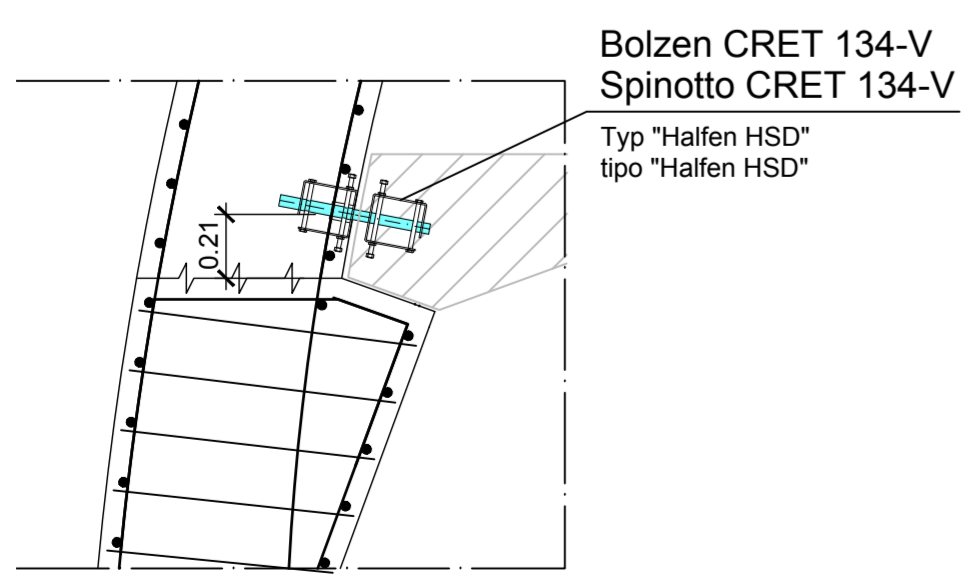 Bolzen CRET 134-V
Spinotto CRET 134-V
Typ "Halfen HSD"
tipo "Halfen HSD"
0.21